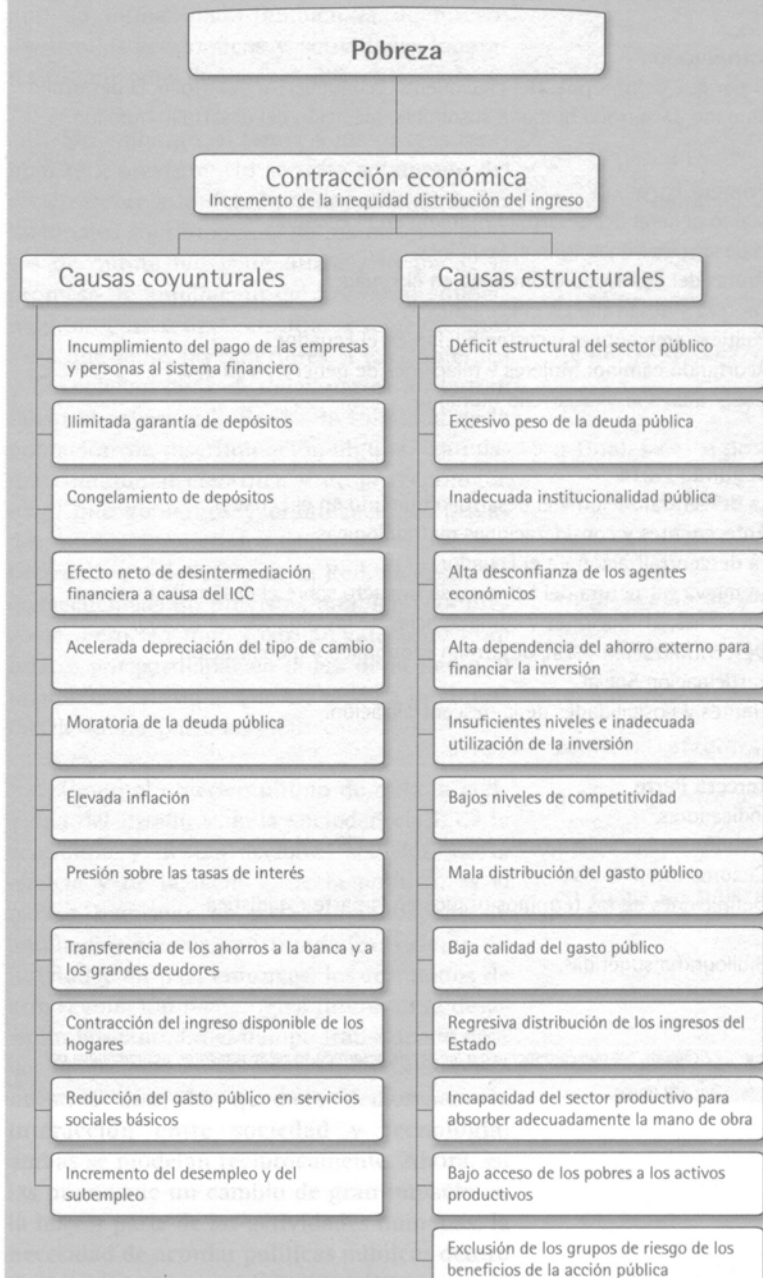 Pobreza
Contracción económica
Incremento de la inequidad distribución del ingreso
Causas coyunturales
Incumplimiento del pago de las empresas
y personas al sistema financiero
Ilimitada garantía de depósitos
Congelamiento de depósitos
Efecto neto de desintermediación
financiera a causa del ICC
Acelerada depreciación del tipo de cambio
Moratoria de la deuda pública
Elevada inflación
Presión sobre las tasas de interés
Transferencia de los ahorros a la banca y a
los grandes deudores
Contracción del ingreso disponible de los
hogares
Reducción del gasto público en servicios
sociales básicos
Incremento del desempleo y del
subempleo
Causas estructurales
Déficit estructural del sector público
Excesivo peso de la deuda pública
Inadecuada institucionalidad pública
Alta desconfianza de los agentes
económicos
Alta dependencia del ahorro externo para
financiar la inversión
Insuficientes niveles e inadecuada
utilización de la inversión
Bajos niveles de competitividad
Mala distribución del gasto público
Baja calidad del gasto público
Regresiva distribución de los ingresos del
Estado
Incapacidad del sector productivo para
absorber adecuadamente la mano de obra
Bajo acceso de los pobres a los activos
productivos
Exclusión de los grupos de riesgo de los
beneficios de la acción pública